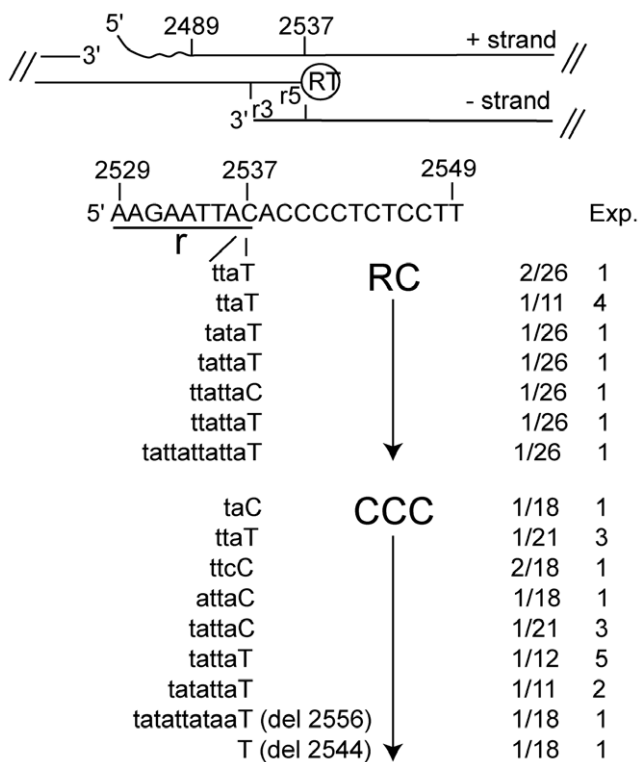 5' 2489 2537
3' + strand
RT
r3 r5
3' - strand
2529 2537 2549
5' AAGAATTACACCCCTCTCCTT Exp.
r
ttaT RC 2/26 1
ttaT 1/11 4
tataT 1/26 1
tattaT 1/26 1
ttattaC 1/26 1
ttattaT 1/26 1
tattattattaT 1/26 1
taC CCC 1/18 1
ttaT 1/21 3
ttcC 2/18 1
attaC 1/18 1
tattaC 1/21 3
tattaT 1/12 5
tatattaT 1/11 2
tatattataaT (del 2556) 1/18 1
T (del 2544) 1/18 1